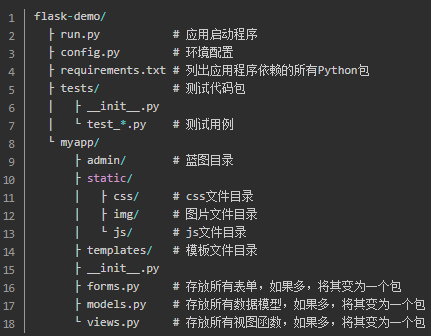 1 flask-demo/
2 ├ run.py # 应用启动程序
3 ├ config.py # 环境配置
4 ├ requirements.txt # 列出应用程序依赖的所有Python包
5 ├ tests/ # 测试代码包
6 │ ├ __init__.py
7 │ └ test_*.py # 测试用例
8 └ myapp/
9 ├ admin/ # 蓝图目录
10 ├ static/
11 │ ├ css/ # css文件目录
12 │ ├ img/ # 图片文件目录
13 │ └ js/ # js文件目录
14 ├ templates/ # 模板文件目录
15 ├ __init__.py
16 ├ forms.py # 存放所有表单，如果多，将其变为一个包
17 ├ models.py # 存放所有数据模型，如果多，将其变为一个包
18 └ views.py # 存放所有视图函数，如果多，将其变为一个包